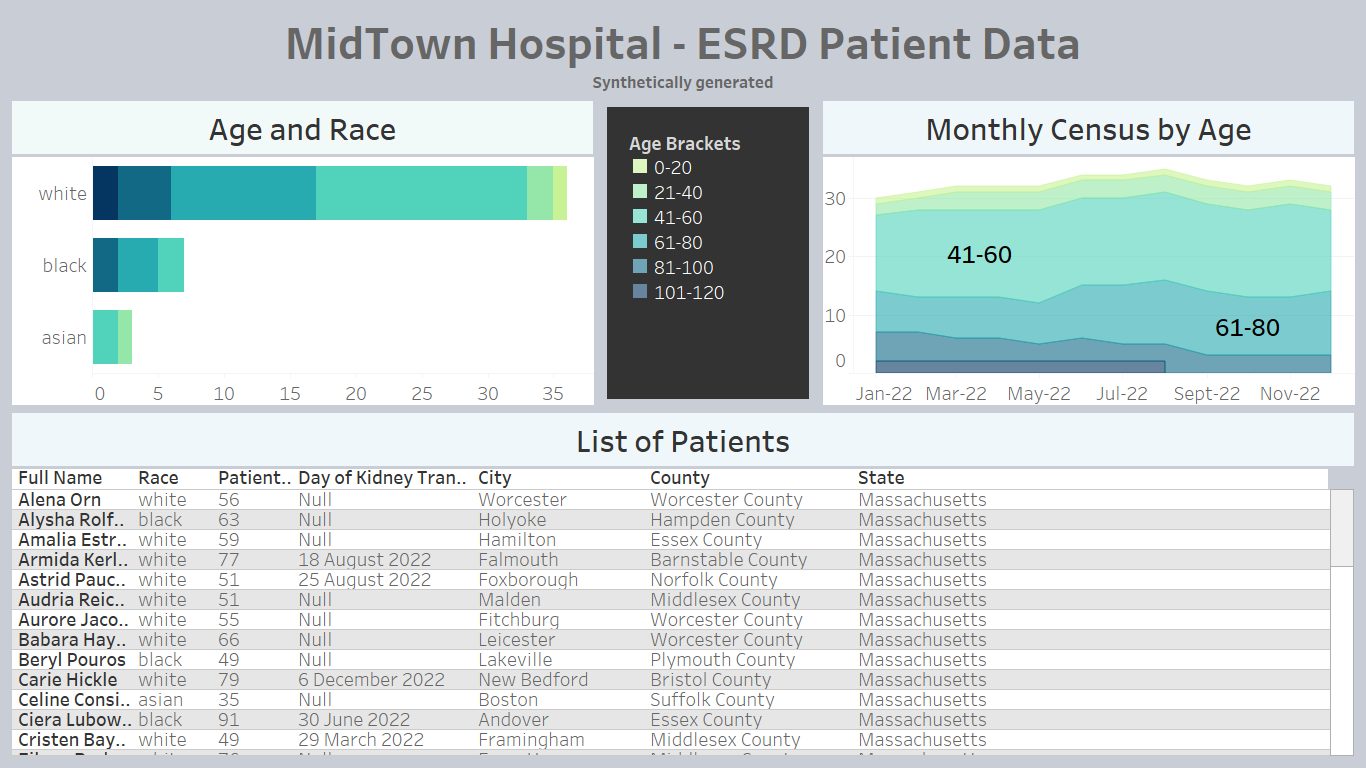 MidTown Hospital - ESRD Patient Data
Synthetically generated
Age and Race
white
black
asian
0 5 10 15 20 25 30 35
Age Brackets
0-20
21-40
41-60
61-80
81-100
101-120
Monthly Census by Age
30
20
10
0
41-60
61-80
Jan-22 Mar-22 May-22 Jul-22 Sept-22 Nov-22
List of Patients
Full Name Race Patient.. Day of Kidney Tran.. City County State
Alena Orn white 56 Null Worcester Worcester County Massachusetts
Alysha Rolf.. black 63 Null Holyoke Hampden County Massachusetts
Amalia Estr.. white 59 Null Hamilton Essex County Massachusetts
Armida Kerl.. white 77 18 August 2022 Falmouth Barnstable County Massachusetts
Astrid Pauc.. white 51 25 August 2022 Foxborough Norfolk County Massachusetts
Audria Reic.. white 51 Null Malden Middlesex County Massachusetts
Aurore Jaco.. white 55 Null Fitchburg Worcester County Massachusetts
Babara Hay.. white 66 Null Leicester Worcester County Massachusetts
Beryl Pouros black 49 Null Lakeville Plymouth County Massachusetts
Carie Hickle white 79 6 December 2022 New Bedford Bristol County Massachusetts
Celine Consi.. asian 35 Null Boston Suffolk County Massachusetts
Ciera Lubow.. black 91 30 June 2022 Andover Essex County Massachusetts
Cristen Bay.. white 49 29 March 2022 Framingham Middlesex County Massachusetts